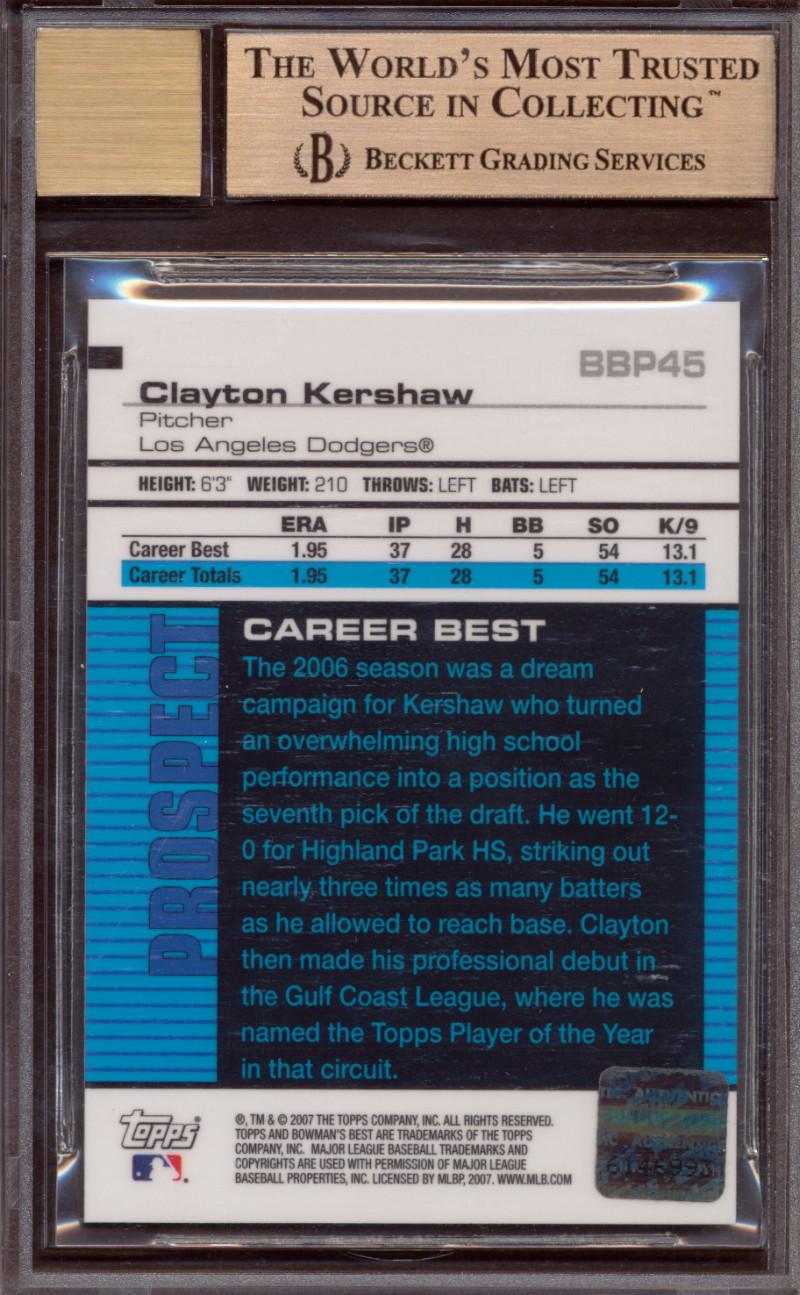 THE WORLD'S MOST TRUSTED
SOURCE IN COLLECTING™
B BECKETT GRADING SERVICES
BBP45
Clayton Kershaw
Pitcher
Los Angeles Dodgers®
HEIGHT: 6'3" WEIGHT: 210 THROWS: LEFT BATS: LEFT
ERA IP H BB SO K/9
Career Best 1.95 37 28 5 54 13.1
Career Totals 1.95 37 28 5 54 13.1
PROSPECT
CAREER BEST
The 2006 season was a dream
campaign for Kershaw who turned
an overwhelming high school
performance into a position as the
seventh pick of the draft. He went 12-
0 for Highland Park HS, striking out
nearly three times as many batters
as he allowed to reach base. Clayton
then made his professional debut in
the Gulf Coast League, where he was
named the Topps Player of the Year
in that circuit.
topps®
®, TM & © 2007 THE TOPPS COMPANY, INC. ALL RIGHTS RESERVED.
TOPPS AND BOWMAN'S BEST ARE TRADEMARKS OF THE TOPPS
COMPANY, INC. MAJOR LEAGUE BASEBALL TRADEMARKS AND
COPYRIGHTS ARE USED WITH PERMISSION OF MAJOR LEAGUE
BASEBALL PROPERTIES, INC. LICENSED BY MLBP, 2007. WWW.MLB.COM